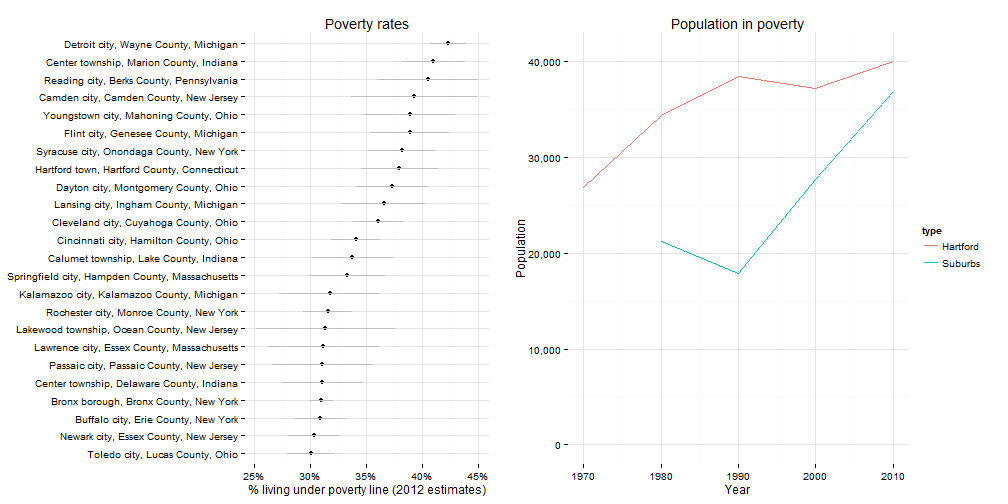 Poverty rates
Detroit city, Wayne County, Michigan
Center township, Marion County, Indiana
Reading city, Berks County, Pennsylvania
Camden city, Camden County, New Jersey
Youngstown city, Mahoning County, Ohio
Flint city, Genesee County, Michigan
Syracuse city, Onondaga County, New York
Hartford town, Hartford County, Connecticut
Dayton city, Montgomery County, Ohio
Lansing city, Ingham County, Michigan
Cleveland city, Cuyahoga County, Ohio
Cincinnati city, Hamilton County, Ohio
Calumet township, Lake County, Indiana
Springfield city, Hampden County, Massachusetts
Kalamazoo city, Kalamazoo County, Michigan
Rochester city, Monroe County, New York
Lakewood township, Ocean County, New Jersey
Lawrence city, Essex County, Massachusetts
Passaic city, Passaic County, New Jersey
Center township, Delaware County, Indiana
Bronx borough, Bronx County, New York
Buffalo city, Erie County, New York
Newark city, Essex County, New Jersey
Toledo city, Lucas County, Ohio
25% 30% 35% 40% 45%
% living under poverty line (2012 estimates)
Population in poverty
Population
40,000
30,000
20,000
10,000
0
1970 1980 1990 2000 2010
Year
type
Hartford
Suburbs